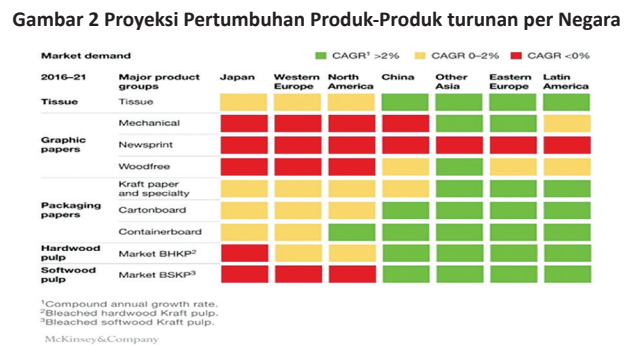 Gambar 2 Proyeksi Pertumbuhan Produk-Produk turunan per Negara
Market demand
CAGR¹ >2% CAGR 0–2% CAGR <0%
2016–21 Major product groups Japan Western Europe North America China Other Asia Eastern Europe Latin America
Tissue Tissue
Graphic papers
Mechanical
Newsprint
Woodfree
Packaging papers
Kraft paper and specialty
Cartonboard
Containerboard
Hardwood pulp Market BHKP²
Softwood pulp Market BSKP³
¹Compound annual growth rate.
²Bleached hardwood Kraft pulp.
³Bleached softwood Kraft pulp.
McKinsey&Company